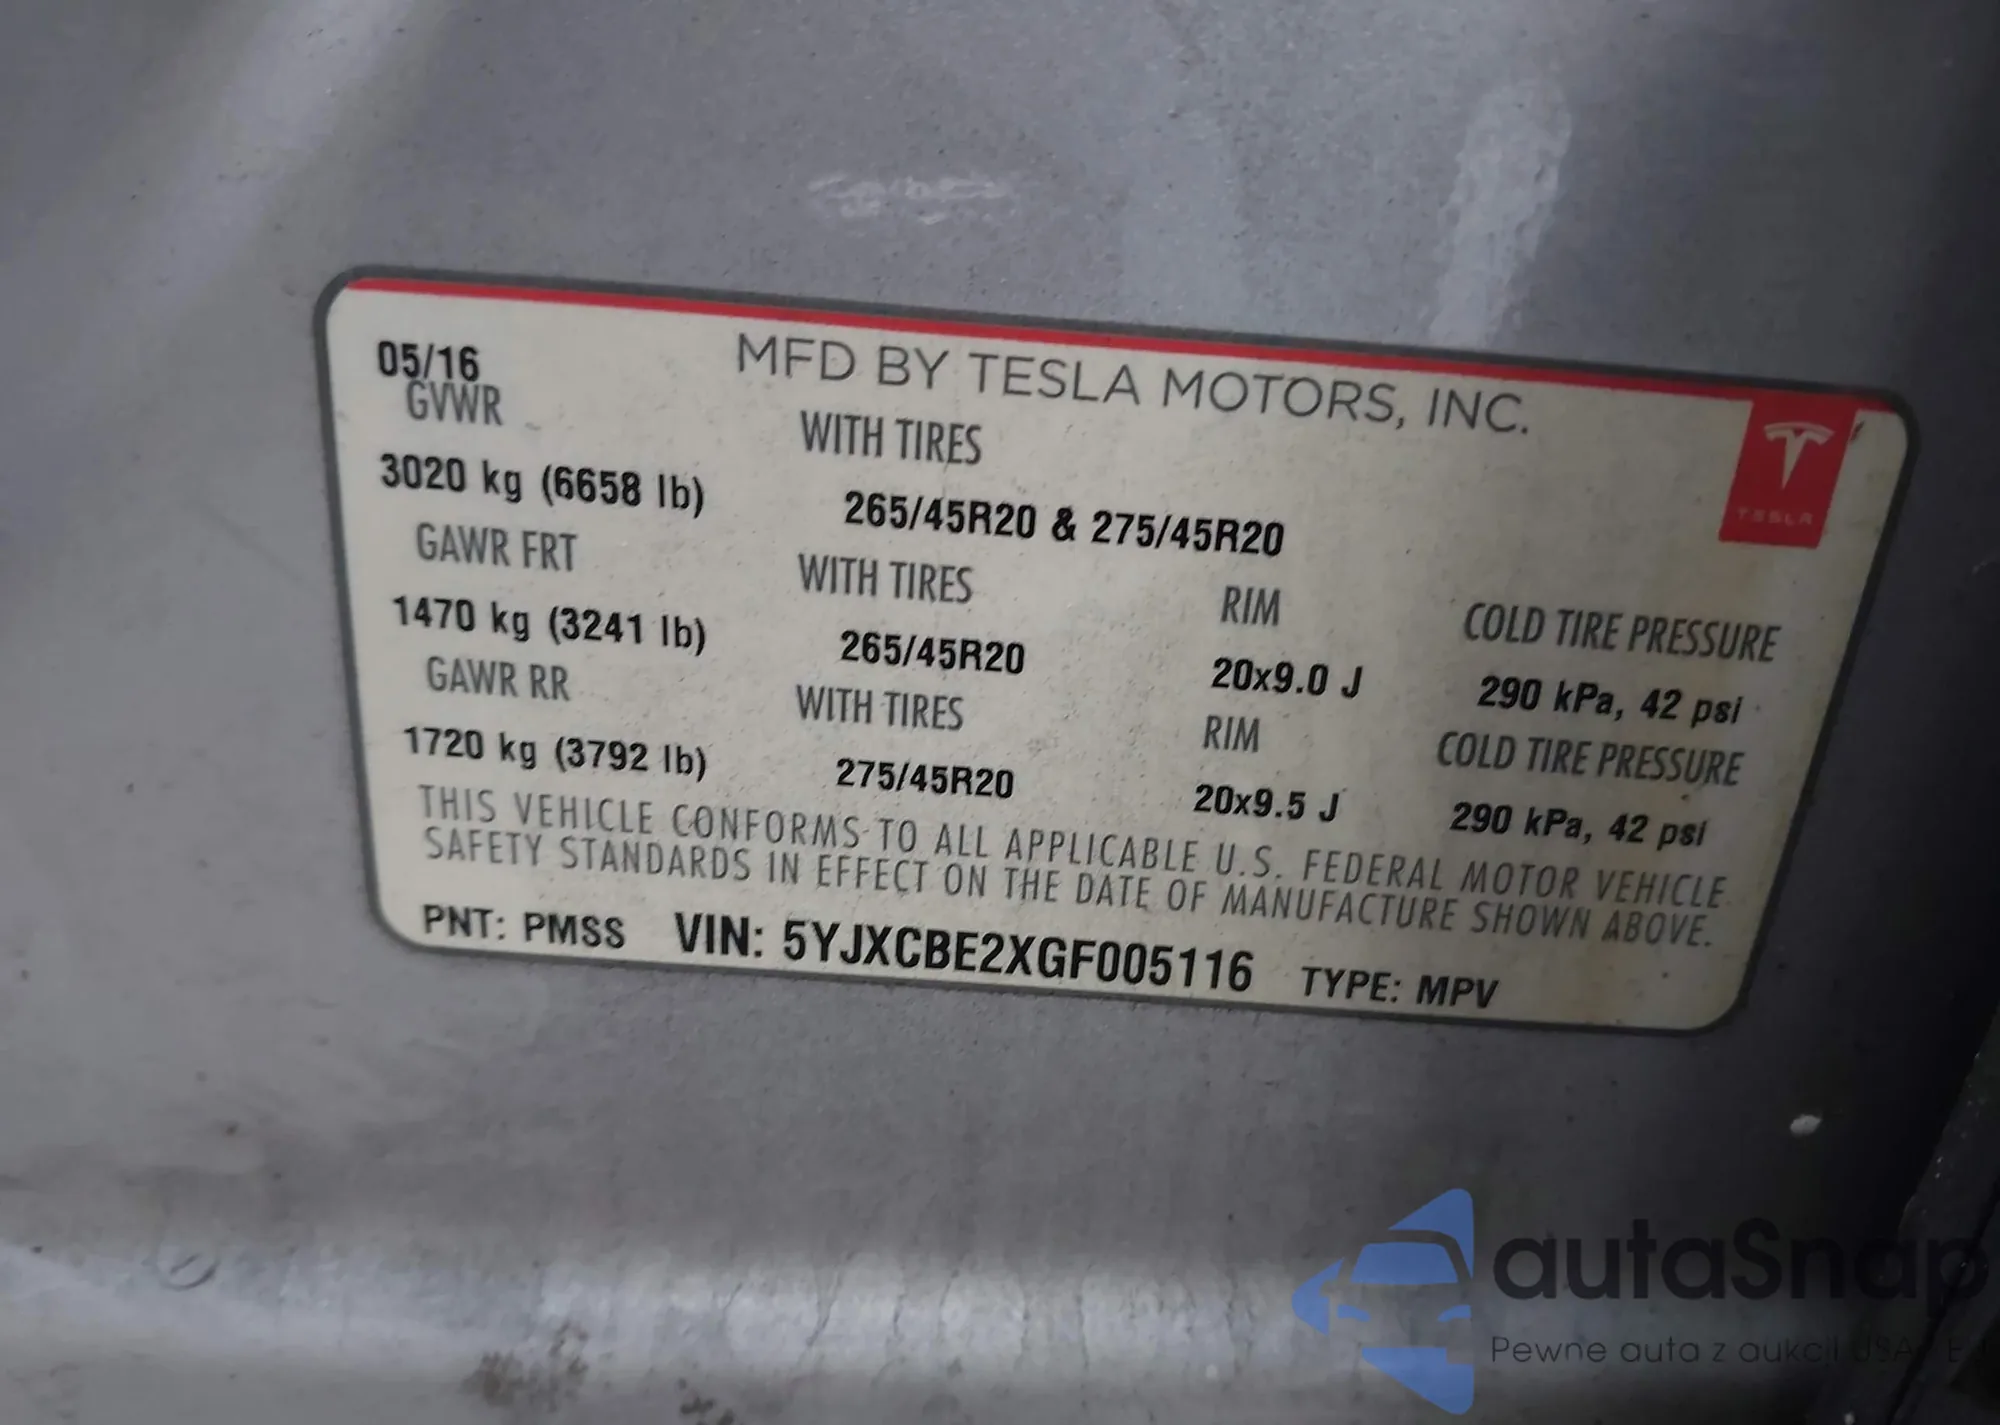 05/16 MFD BY TESLA MOTORS, INC.
GVWR WITH TIRES
3020 kg (6658 lb) 265/45R20 & 275/45R20
TESLA
GAWR FRT WITH TIRES RIM COLD TIRE PRESSURE
1470 kg (3241 lb) 265/45R20 20x9.0 J 290 kPa, 42 psi
GAWR RR WITH TIRES RIM COLD TIRE PRESSURE
1720 kg (3792 lb) 275/45R20 20x9.5 J 290 kPa, 42 psi
THIS VEHICLE CONFORMS TO ALL APPLICABLE U.S. FEDERAL MOTOR VEHICLE
SAFETY STANDARDS IN EFFECT ON THE DATE OF MANUFACTURE SHOWN ABOVE.
PNT: PMSS VIN: 5YJXCBE2XGF005116 TYPE: MPV
autaSnap
Pewne auta z aukcji USA